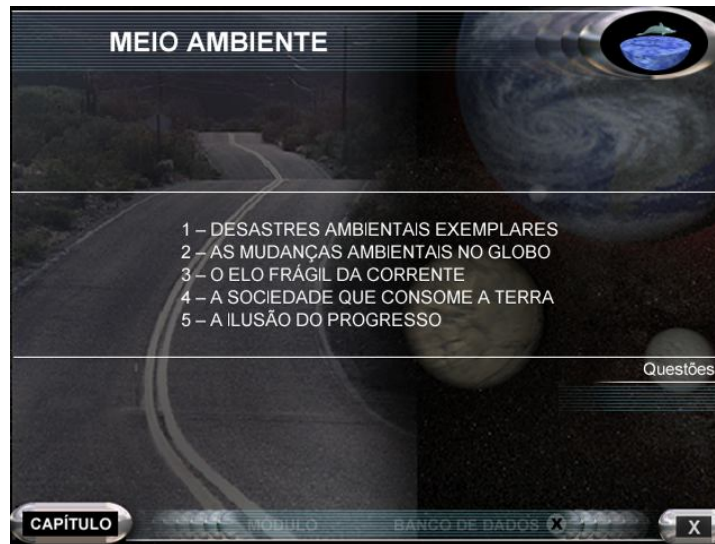 MEIO AMBIENTE
1 – DESASTRES AMBIENTAIS EXEMPLARES
2 – AS MUDANÇAS AMBIENTAIS NO GLOBO
3 – O ELO FRÁGIL DA CORRENTE
4 – A SOCIEDADE QUE CONSOME A TERRA
5 – A ILUSÃO DO PROGRESSO
Questões
CAPÍTULO MÓDULO BANCO DE DADOS X X